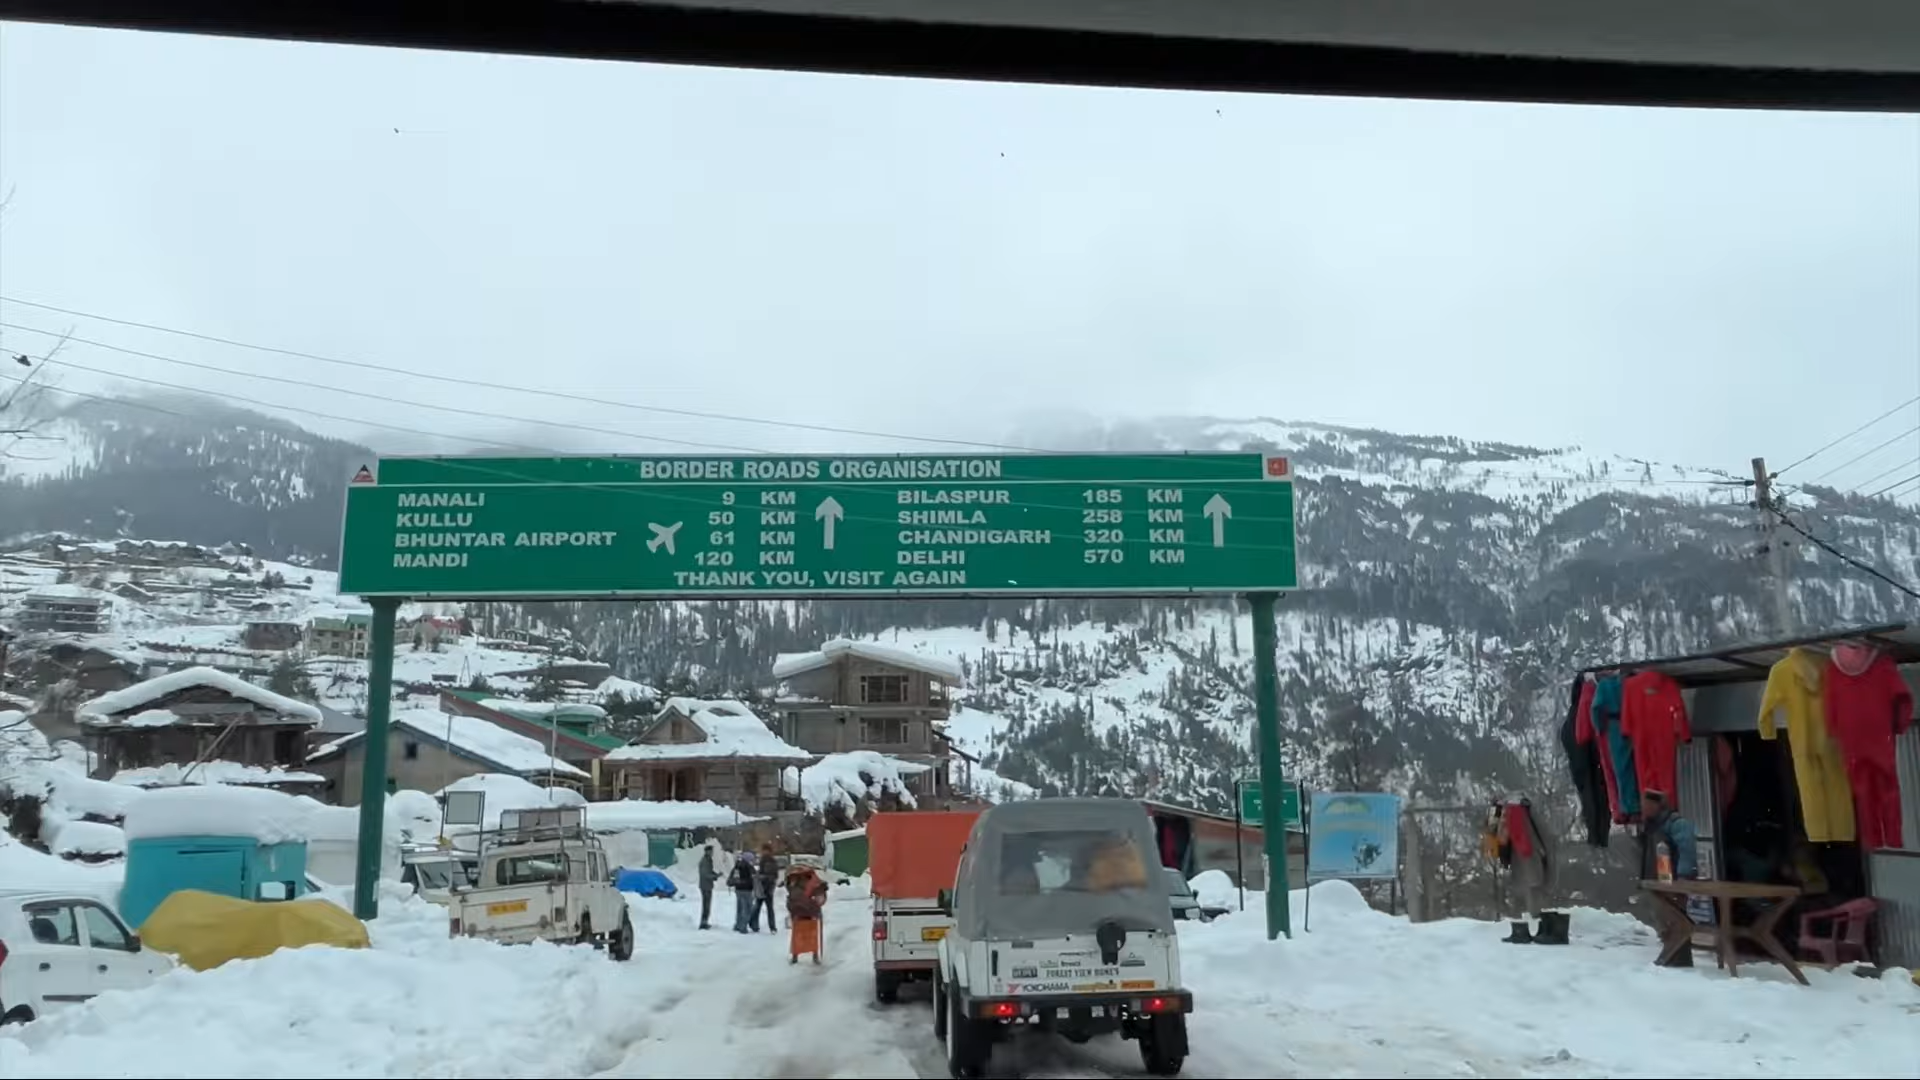 BORDER ROADS ORGANISATION
MANALI 9 KM
KULLU 50 KM
BHUNTAR AIRPORT 61 KM
MANDI 120 KM
BILASPUR 185 KM
SHIMLA 258 KM
CHANDIGARH 320 KM
DELHI 570 KM
THANK YOU, VISIT AGAIN
FOREST VIEW HOME'S
YOKOHAMA